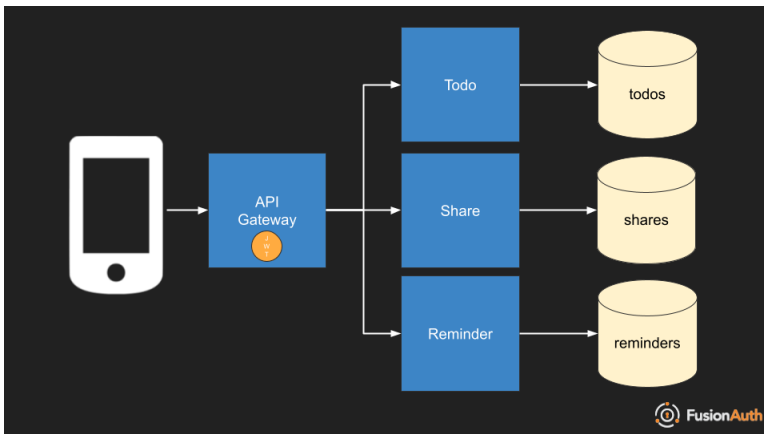 Todo
todos
API
Gateway
J
W
T
Share
shares
Reminder
reminders
FusionAuth